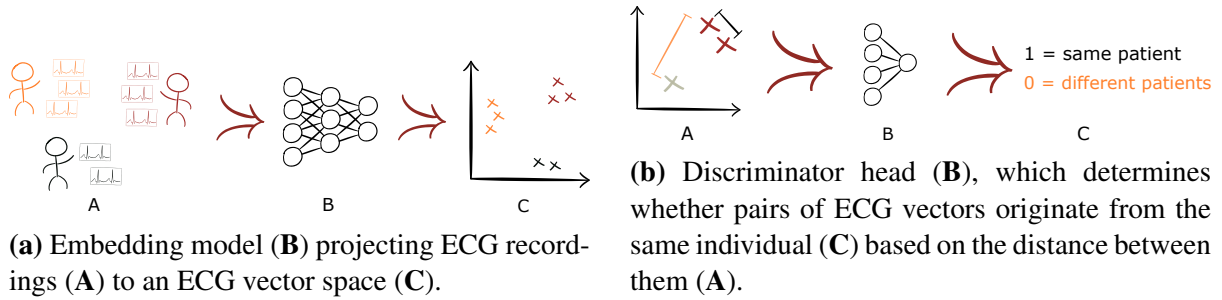 A
B
C
(a) Embedding model (B) projecting ECG record-
ings (A) to an ECG vector space (C).
1 = same patient
0 = different patients
A
B
C
(b) Discriminator head (B), which determines
whether pairs of ECG vectors originate from the
same individual (C) based on the distance between
them (A).